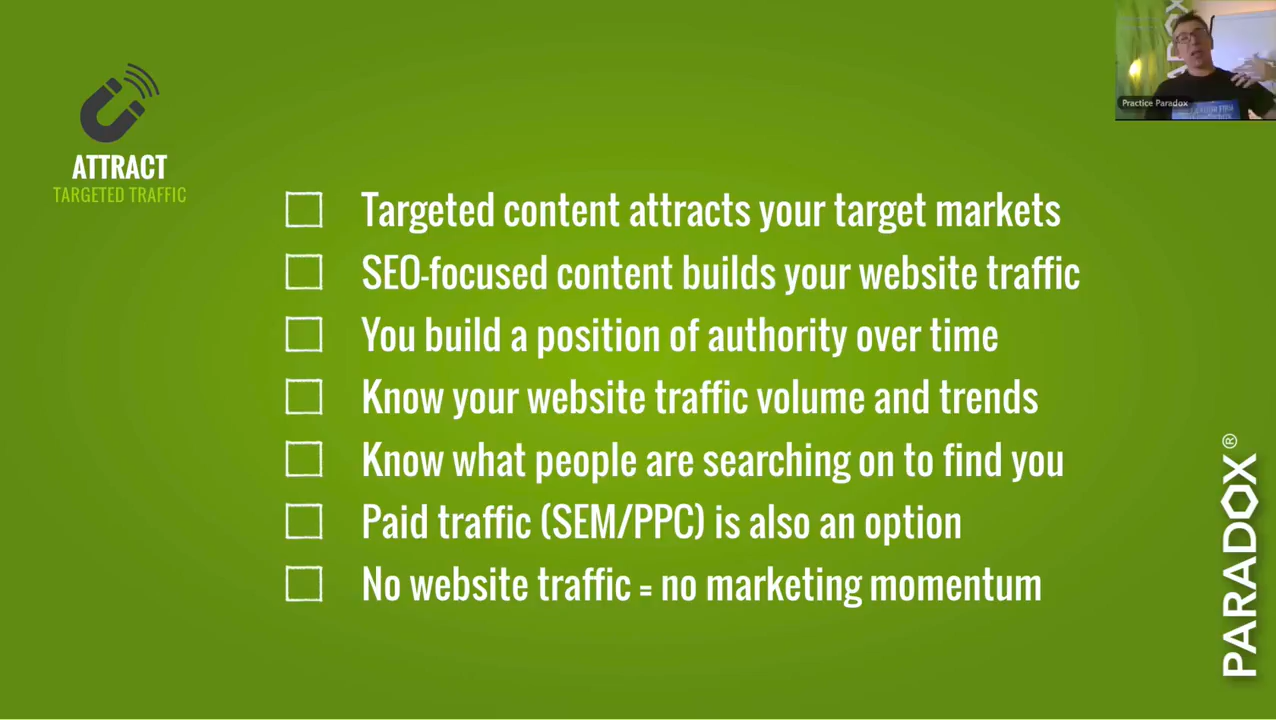 ATTRACT
TARGETED TRAFFIC
Targeted content attracts your target markets
SEO-focused content builds your website traffic
You build a position of authority over time
Know your website traffic volume and trends
Know what people are searching on to find you
Paid traffic (SEM/PPC) is also an option
No website traffic = no marketing momentum
Practice Paradox
PARADOX®